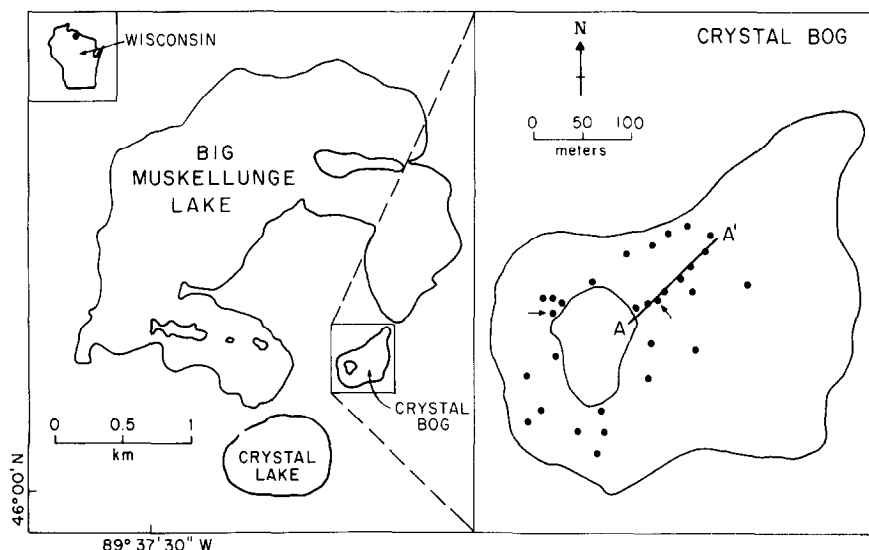 WISCONSIN
BIG
MUSKELLUNGE
LAKE
CRYSTAL
BOG
CRYSTAL
LAKE
0 0.5 1
km
46°00' N
89° 37' 30" W
CRYSTAL BOG
N
0 50 100
meters
A'
A